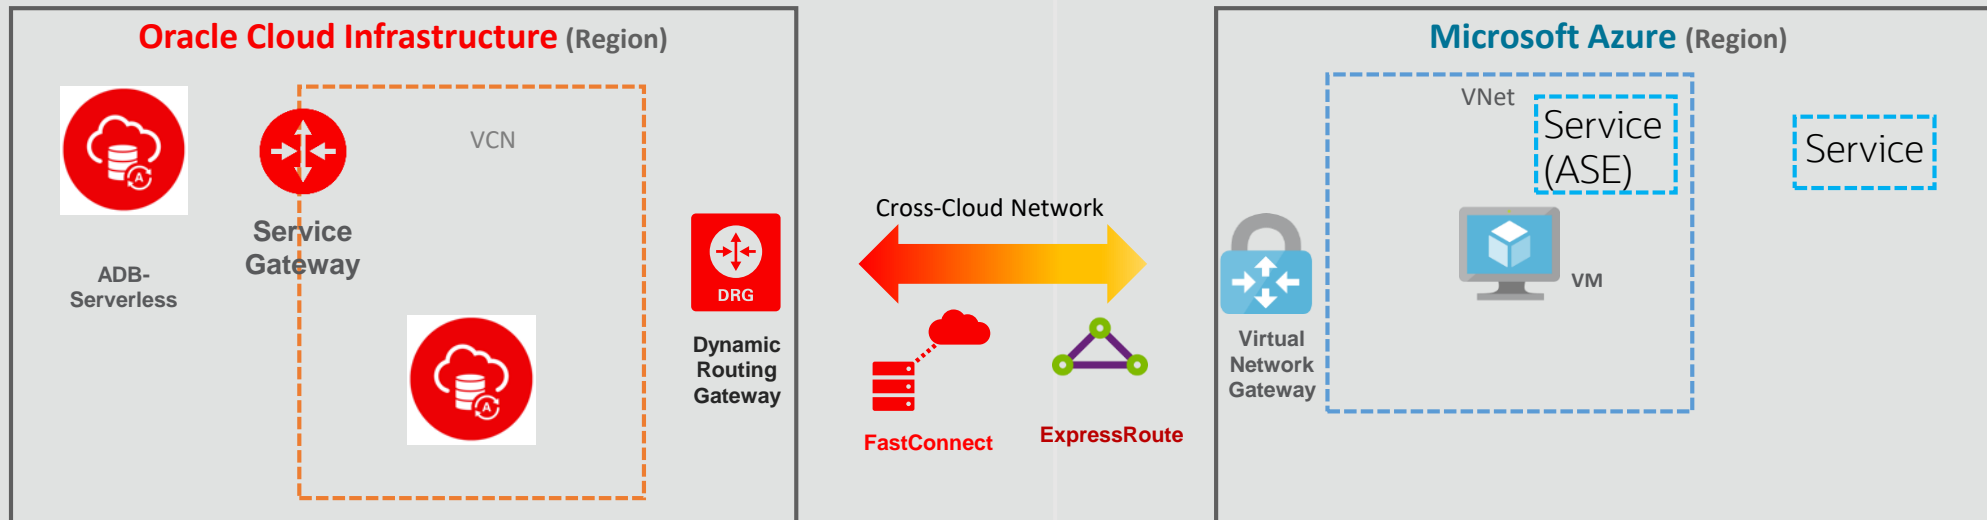 Oracle Cloud Infrastructure (Region)
VCN
Service
Gateway
ADB-
Serverless
A
A
DRG
Dynamic
Routing
Gateway
Cross-Cloud Network
FastConnect
ExpressRoute
Microsoft Azure (Region)
VNet
Service
(ASE)
Service
VM
Virtual
Network
Gateway